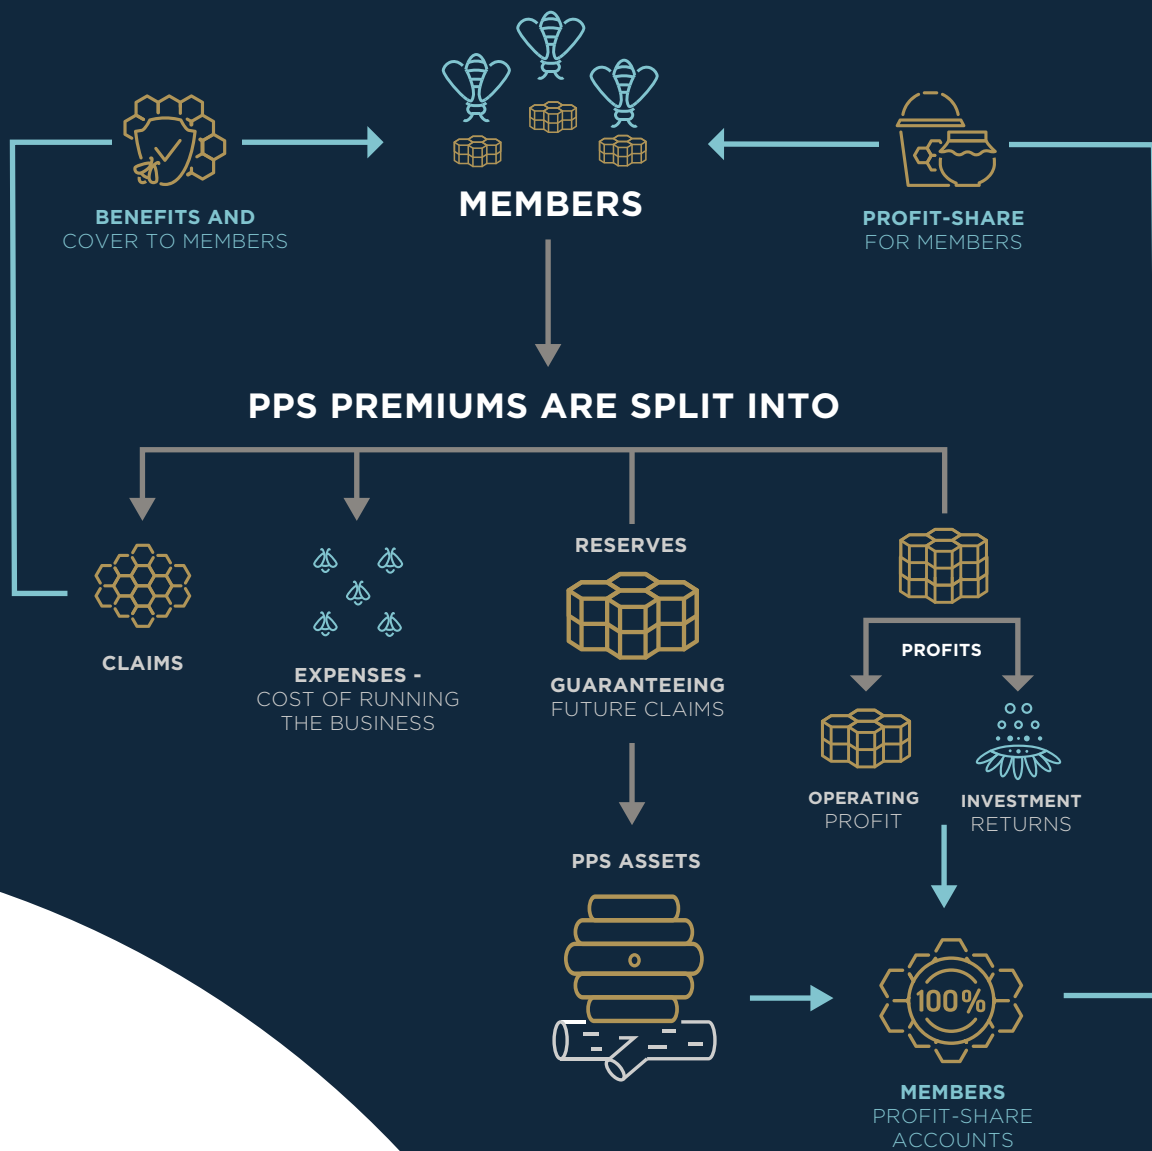 MEMBERS
BENEFITS AND
COVER TO MEMBERS
PROFIT-SHARE
FOR MEMBERS
PPS PREMIUMS ARE SPLIT INTO
CLAIMS
EXPENSES -
COST OF RUNNING
THE BUSINESS
RESERVES
GUARANTEEING
FUTURE CLAIMS
PROFITS
OPERATING
PROFIT
INVESTMENT
RETURNS
PPS ASSETS
100%
MEMBERS
PROFIT-SHARE
ACCOUNTS